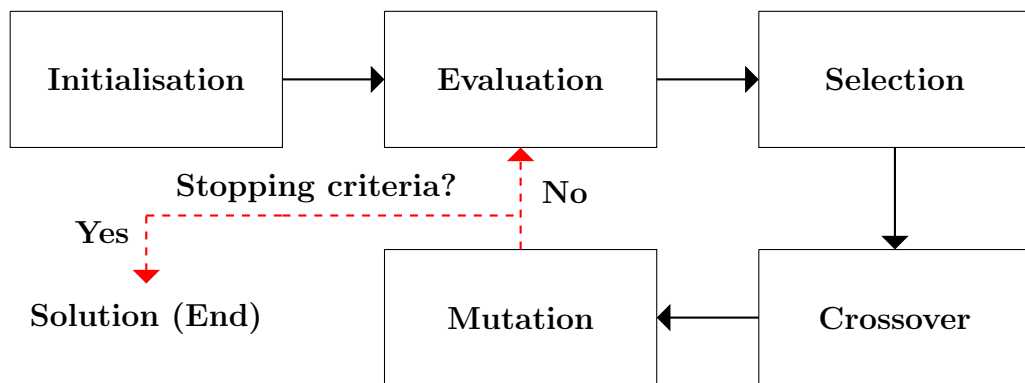 Initialisation
Evaluation
Selection
Stopping criteria?
No
Yes
Solution (End)
Mutation
Crossover